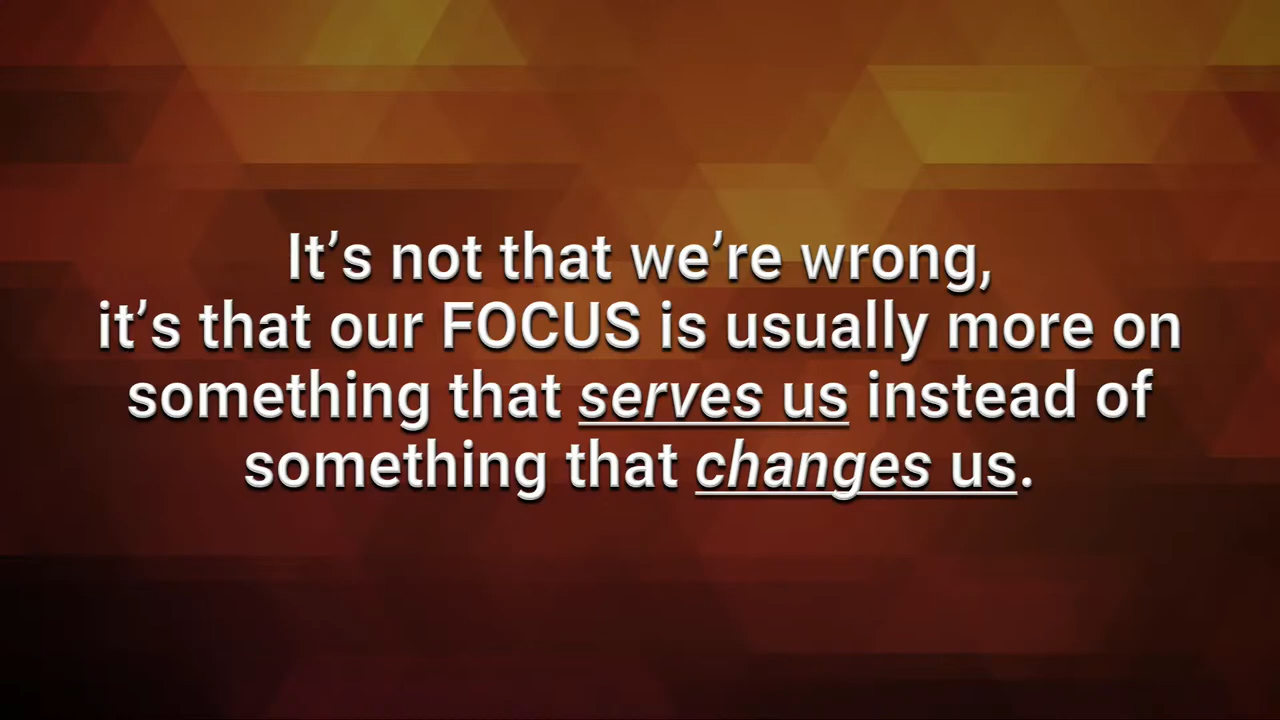 It’s not that we’re wrong,
it’s that our FOCUS is usually more on
something that serves us instead of
something that changes us.